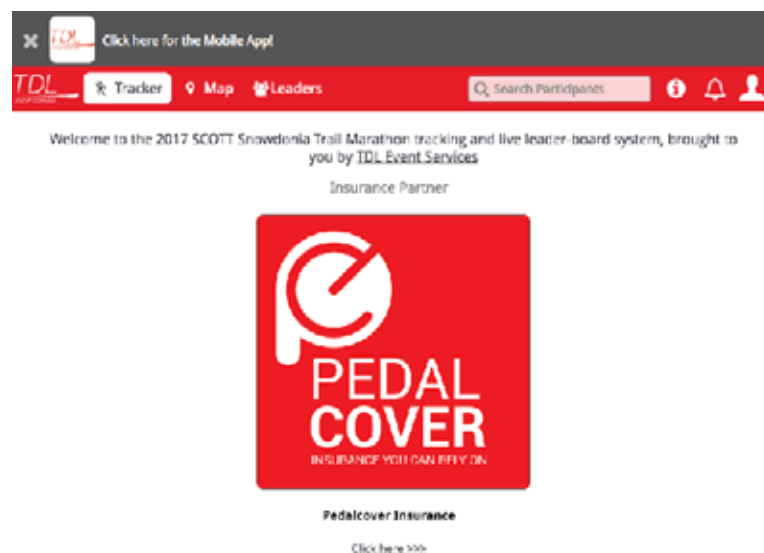 Click here for the Mobile App!
TDL
Tracker Map Leaders Search Participants
Welcome to the 2017 SCOTT Snowdonia Trail Marathon tracking and live leader-board system, brought to
you by TDL Event Services
Insurance Partner
PEDAL
COVER
INSURANCE YOU CAN RELY ON
Pedalcover Insurance
Click here >>>